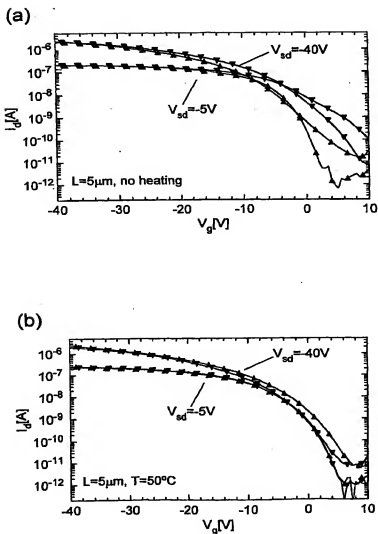 (a)
10⁻⁶
10⁻⁷
10⁻⁸
10⁻⁹
10⁻¹⁰
10⁻¹¹
10⁻¹²
I_d[A]
V_sd=-40V
V_sd=-5V
L=5μm, no heating
-40 -30 -20 -10 0 10
V_g[V]
(b)
10⁻⁶
10⁻⁷
10⁻⁸
10⁻⁹
10⁻¹⁰
10⁻¹¹
10⁻¹²
I_d[A]
V_sd=-40V
V_sd=-5V
L=5μm, T=50ºC
-40 -30 -20 -10 0 10
V_g[V]